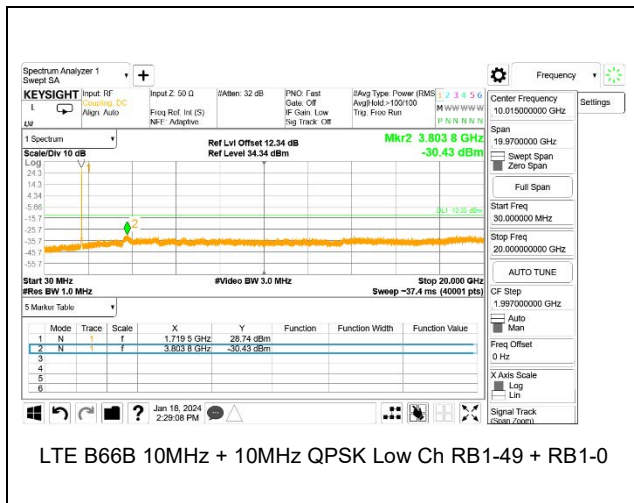 Spectrum Analyzer 1
Swept SA
+
Frequency
KEYSIGHT
Input: RF
Coupling: DC
Align: Auto
Input Z: 50 Ω
Freq Ref: Int (S)
NFE: Adaptive
#Atten: 32 dB
PNO: Fast
Gate: Off
IF Gain: Low
Sig Track: Off
#Avg Type: Power (RMS
Avg|Hold:>100/100
Trig: Free Run
1 2 3 4 5 6
M W W W W W
P N N N N N
1 Spectrum
Scale/Div 10 dB
Ref Lvl Offset 12.34 dB
Ref Level 34.34 dBm
Mkr2 3.803 8 GHz
-30.43 dBm
Log
24.3
14.3
4.34
-5.66
-15.7
-25.7
-35.7
-45.7
-55.7
1
2
Start 30 MHz
#Res BW 1.0 MHz
#Video BW 3.0 MHz
Stop 20.000 GHz
Sweep ~37.4 ms (40001 pts)
5 Marker Table
Mode Trace Scale X Y Function Function Width Function Value
1 N 1 f 1.719 5 GHz 28.74 dBm
2 N 1 f 3.803 8 GHz -30.43 dBm
3
4
5
6
Jan 18, 2024
2:29:08 PM
Center Frequency
10.015000000 GHz
Settings
Span
19.9700000 GHz
Swept Span
Zero Span
Full Span
Start Freq
30.000000 MHz
Stop Freq
20.000000000 GHz
AUTO TUNE
CF Step
1.997000000 GHz
Auto
Man
Freq Offset
0 Hz
X Axis Scale
Log
Lin
Signal Track
(Span Zoom)
LTE B66B 10MHz + 10MHz QPSK Low Ch RB1-49 + RB1-0